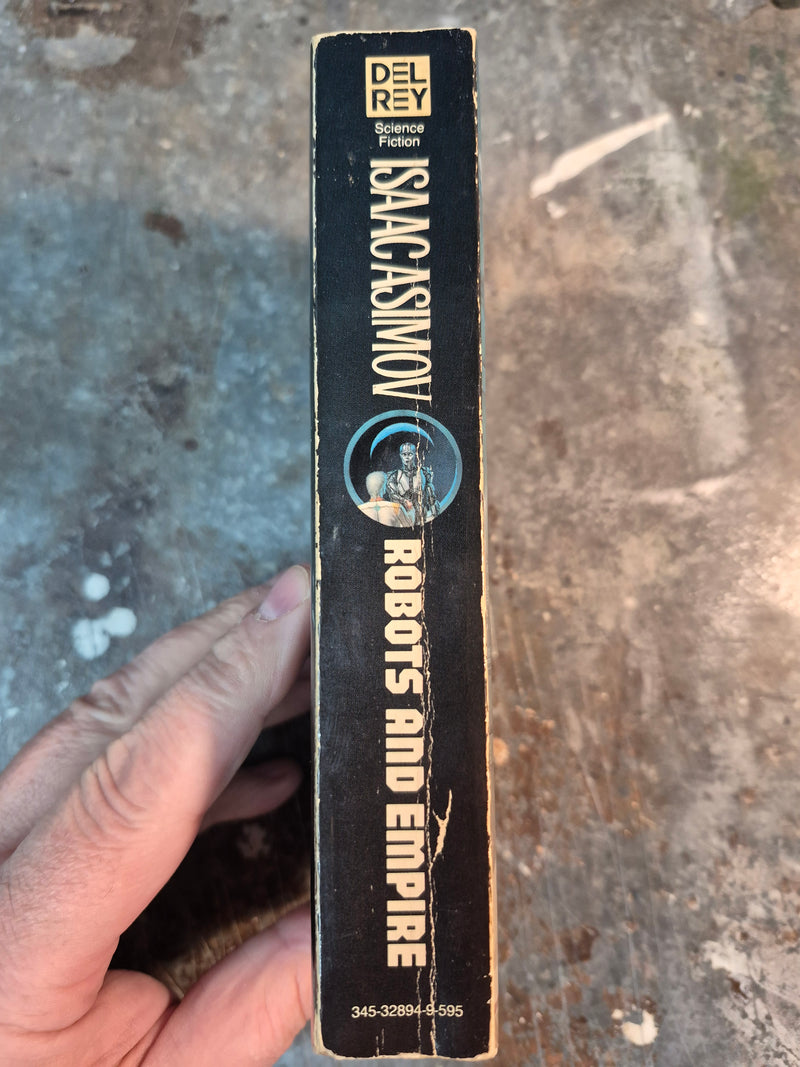 DEL
REY
Science
Fiction
ISAAC ASIMOV
ROBOTS AND EMPIRE
345-32894-9-595